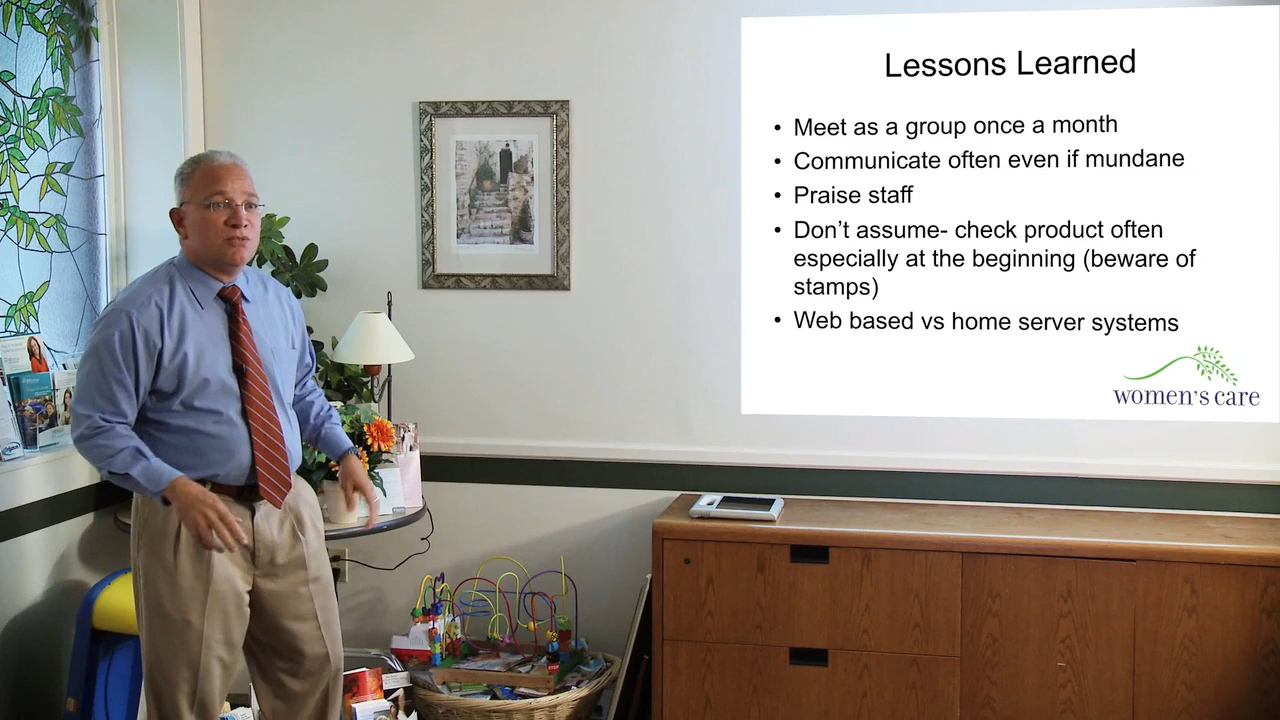 Lessons Learned
• Meet as a group once a month
• Communicate often even if mundane
• Praise staff
• Don’t assume- check product often
especially at the beginning (beware of
stamps)
• Web based vs home server systems
women's care